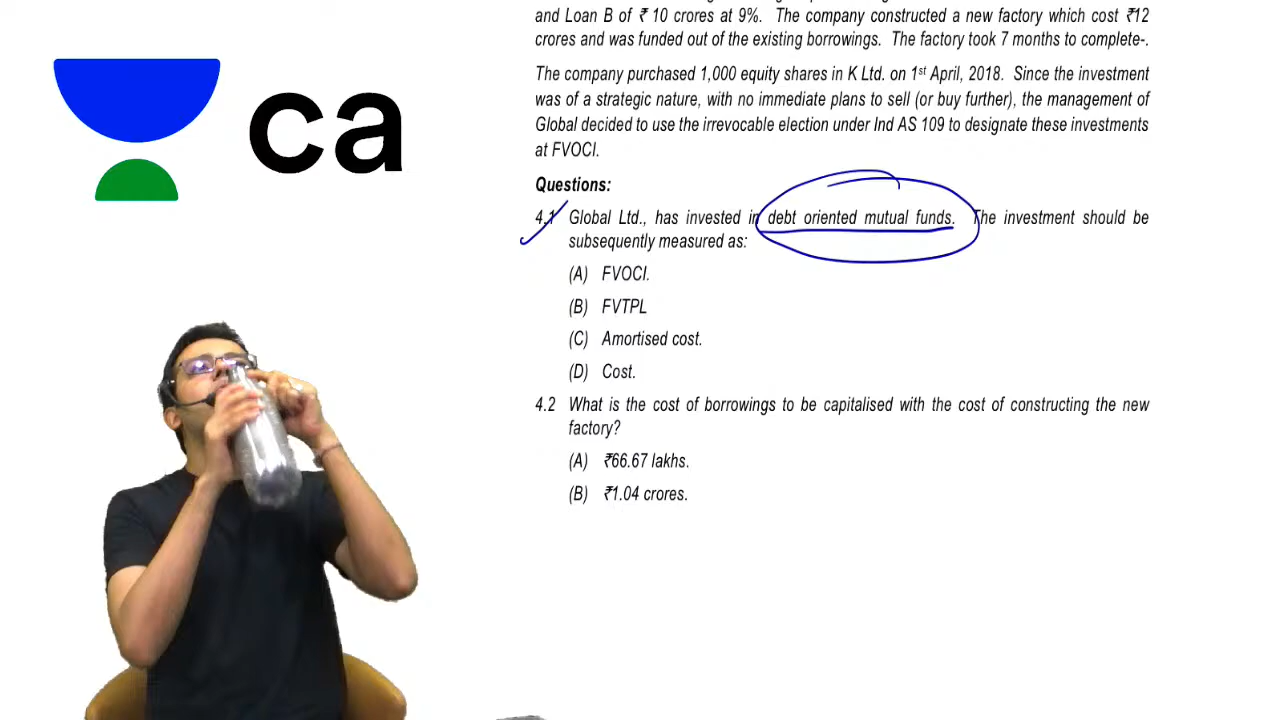 and Loan B of ₹ 10 crores at 9%. The company constructed a new factory which cost ₹12
crores and was funded out of the existing borrowings. The factory took 7 months to complete-.
The company purchased 1,000 equity shares in K Ltd. on 1st April, 2018. Since the investment
was of a strategic nature, with no immediate plans to sell (or buy further), the management of
Global decided to use the irrevocable election under Ind AS 109 to designate these investments
at FVOCI.
ca
Questions:
4.1 Global Ltd., has invested in debt oriented mutual funds. The investment should be
subsequently measured as:
(A) FVOCI.
(B) FVTPL
(C) Amortised cost.
(D) Cost.
4.2 What is the cost of borrowings to be capitalised with the cost of constructing the new
factory?
(A) ₹66.67 lakhs.
(B) ₹1.04 crores.